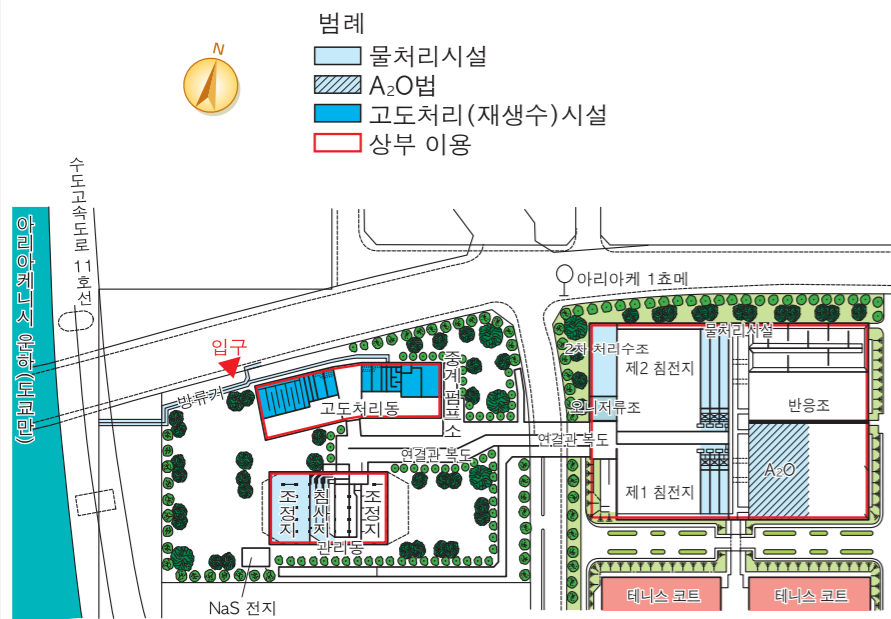 범례
N
물처리시설
A₂O법
고도처리(재생수)시설
상부 이용
수도고속도로 11호선
아리아케니시 운하(도쿄만)
아리아케 1쵸메
입구
방류거
고도처리동
중계펌프소
연결관 복도
연결관 복도
2차 처리수조
물처리시설
제2 침전지
오니저류조
반응조
제1 침전지
A₂O
조정지
침사지
조정지
관리동
NaS 전지
테니스 코트
테니스 코트